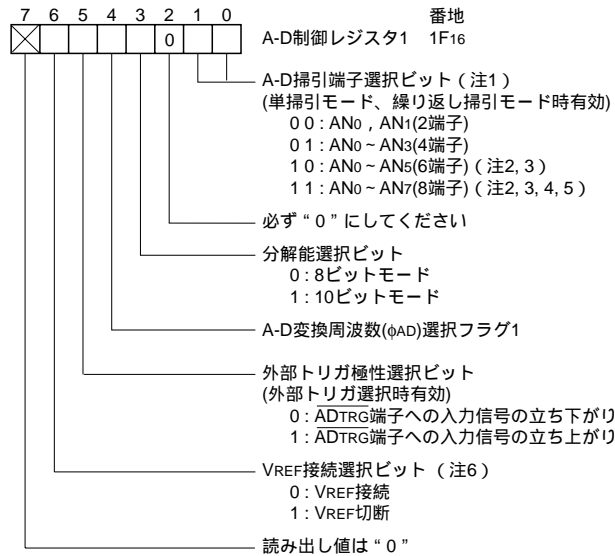 7 6 5 4 3 2 1 0 番地
0 A-D制御レジスタ1 1F16
A-D掃引端子選択ビット（注1）
(単掃引モード、繰り返し掃引モード時有効)
0 0 : AN0 , AN1(2端子)
0 1 : AN0 ~ AN3(4端子)
1 0 : AN0 ~ AN5(6端子)（注2, 3）
1 1 : AN0 ~ AN7(8端子)（注2, 3, 4, 5）
必ず“0”にしてください
分解能選択ビット
0 : 8ビットモード
1 : 10ビットモード
A-D変換周波数(φAD)選択フラグ1
外部トリガ極性選択ビット
(外部トリガ選択時有効)
0 : ADTRG端子への入力信号の立ち下がり
1 : ADTRG端子への入力信号の立ち上がり
VREF接続選択ビット（注6）
0 : VREF接続
1 : VREF切断
読み出し値は“0”